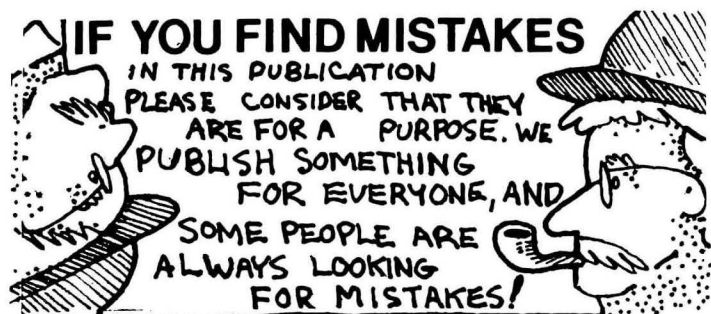 IF YOU FIND MISTAKES
IN THIS PUBLICATION
PLEASE CONSIDER THAT THEY
ARE FOR A PURPOSE. WE
PUBLISH SOMETHING
FOR EVERYONE, AND
SOME PEOPLE ARE
ALWAYS LOOKING
FOR MISTAKES!